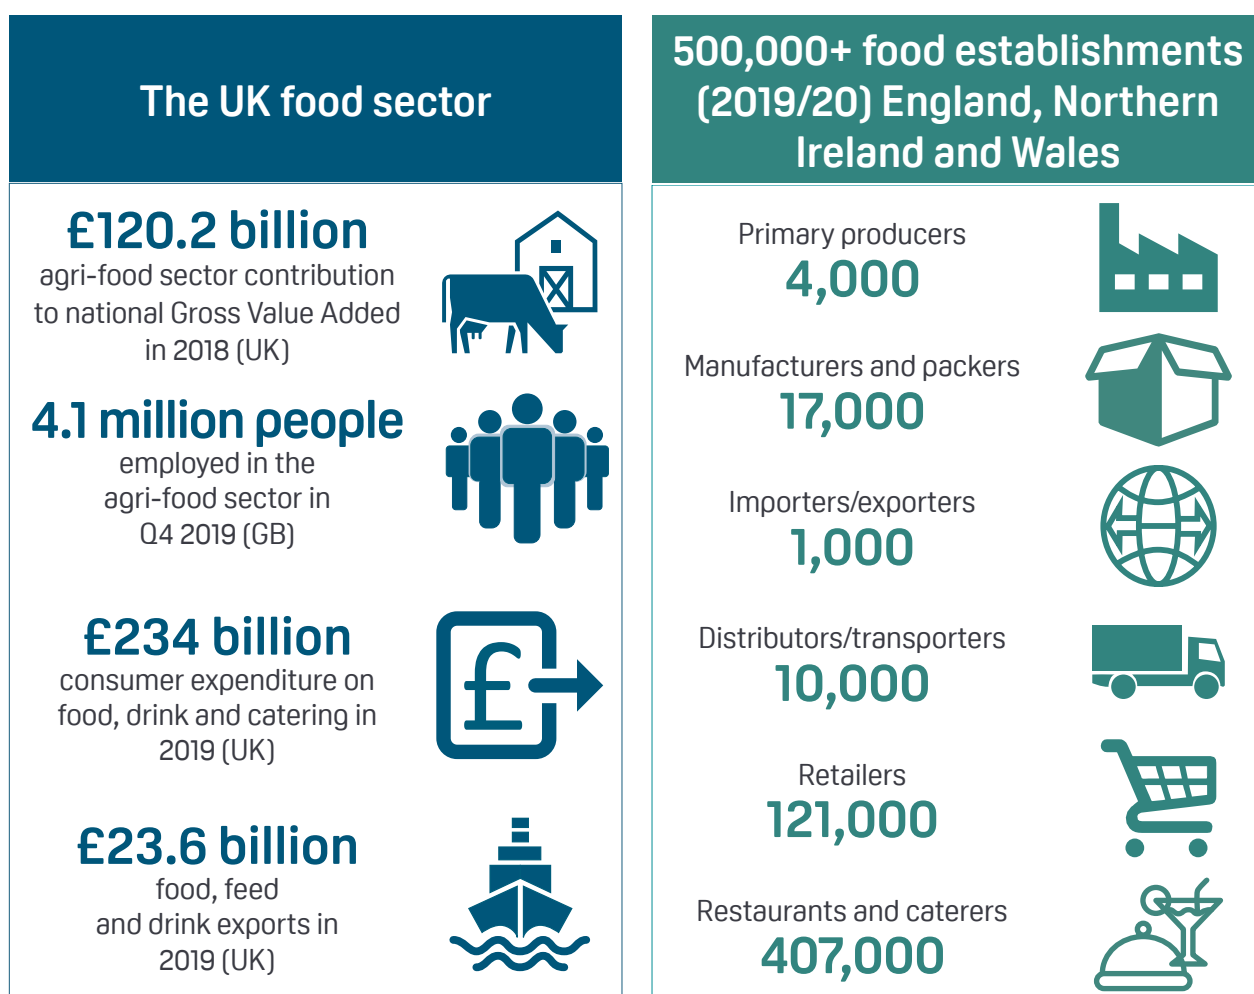 The UK food sector
£120.2 billion
agri-food sector contribution
to national Gross Value Added
in 2018 (UK)
4.1 million people
employed in the
agri-food sector in
Q4 2019 (GB)
£234 billion
consumer expenditure on
food, drink and catering in
2019 (UK)
£
£23.6 billion
food, feed
and drink exports in
2019 (UK)
500,000+ food establishments
(2019/20) England, Northern
Ireland and Wales
Primary producers
4,000
Manufacturers and packers
17,000
Importers/exporters
1,000
Distributors/transporters
10,000
Retailers
121,000
Restaurants and caterers
407,000